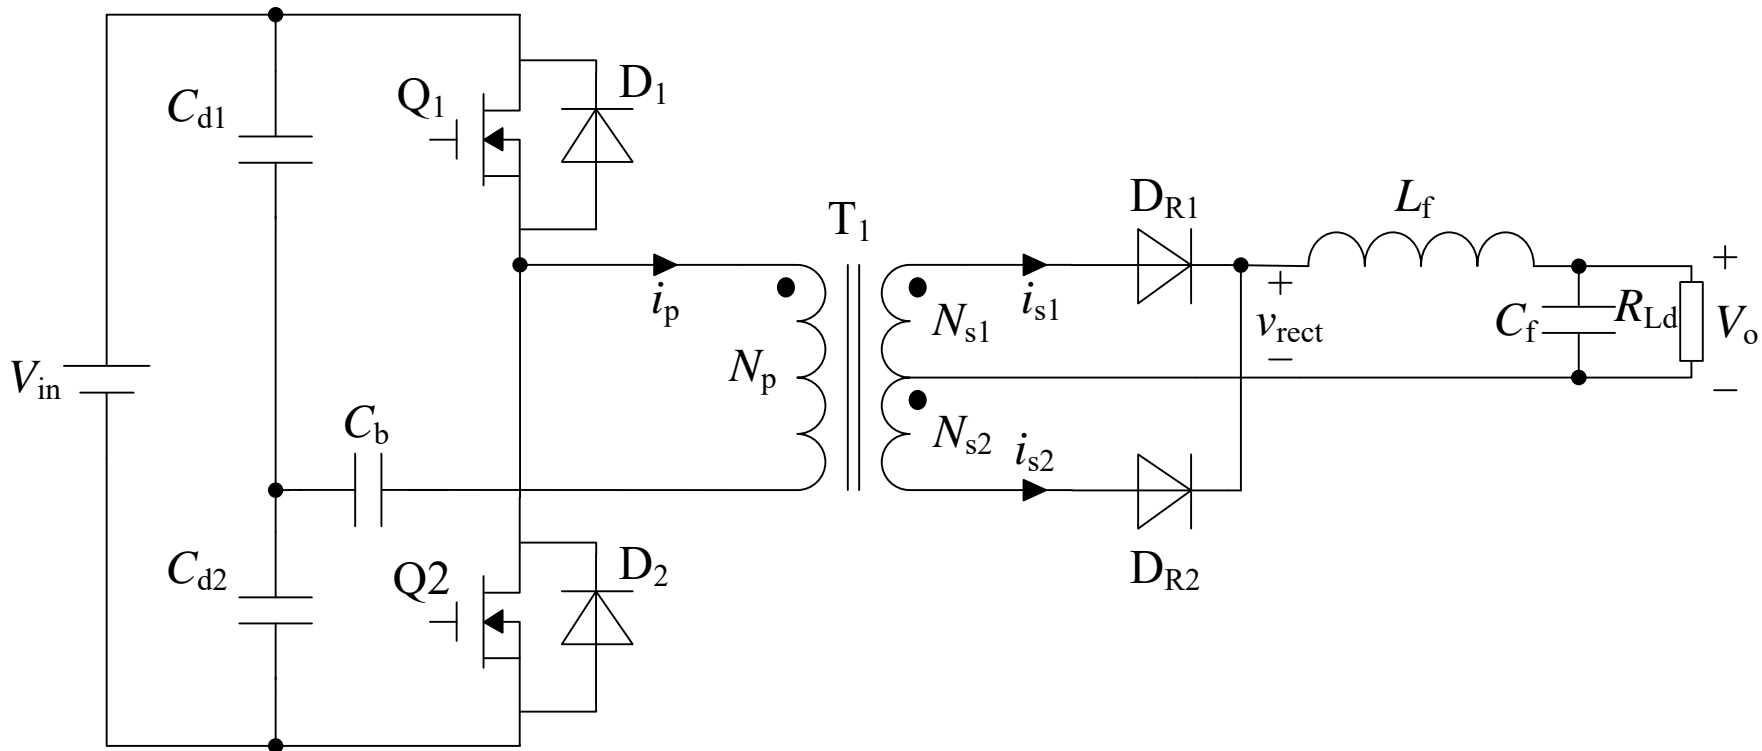 Cd1
Q1
D1
T1
DR1
Lf
ip
Ns1
is1
+
vrect
−
Cf
RLd
+
Vo
−
Vin
Np
Cb
Ns2
is2
Cd2
Q2
D2
DR2